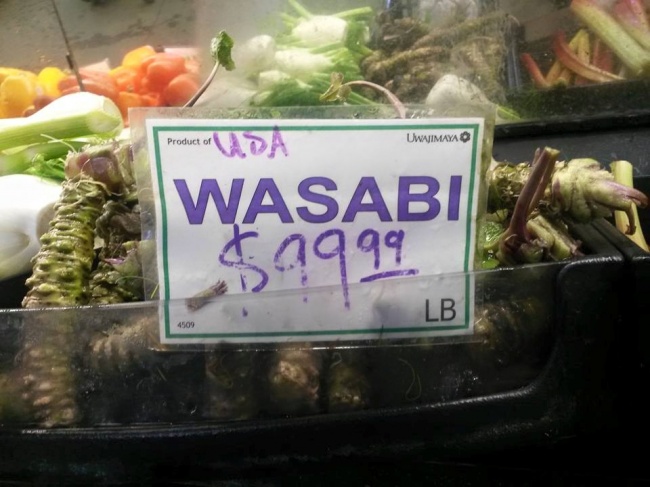 Product of USA UWAJIMAYA
WASABI
$99.99
4509 LB